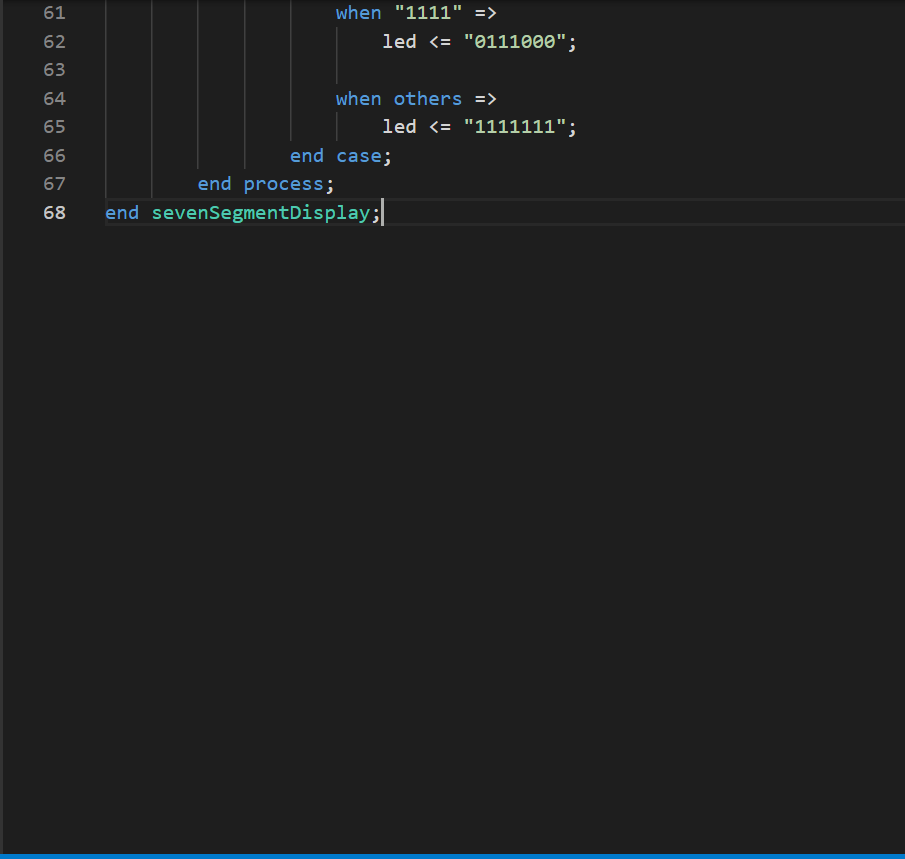 61 when "1111" =>
62 led <= "0111000";
63
64 when others =>
65 led <= "1111111";
66 end case;
67 end process;
68 end sevenSegmentDisplay;